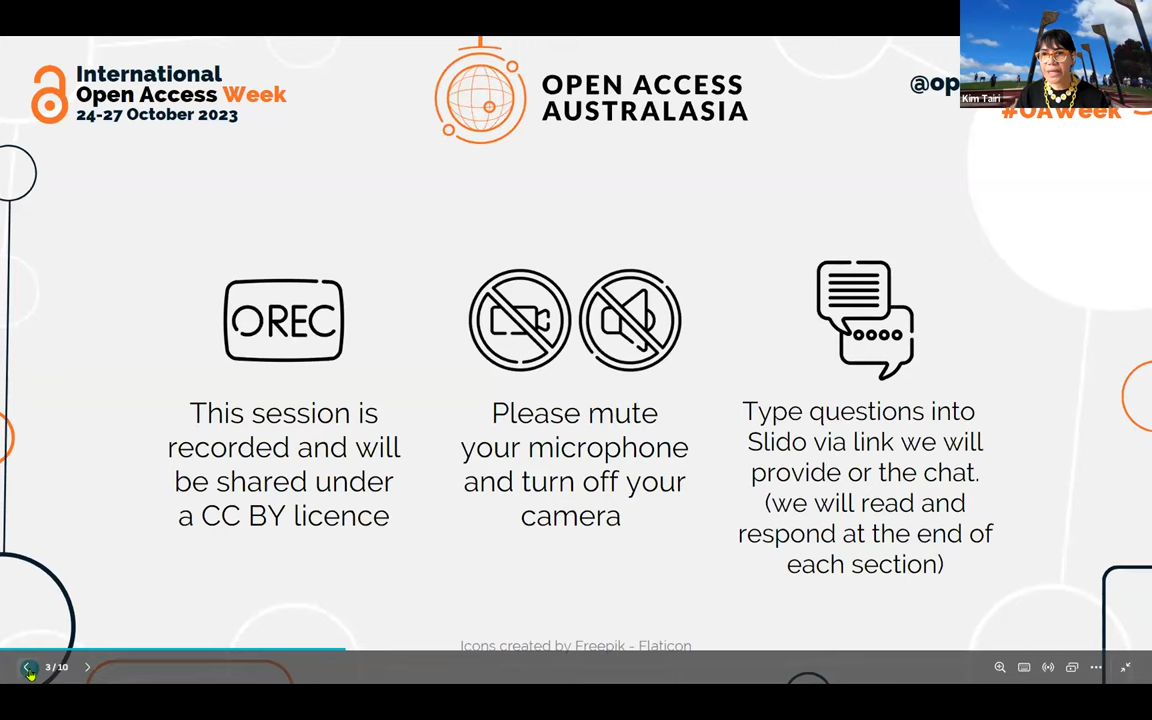 International
Open Access Week
24-27 October 2023
OPEN ACCESS
AUSTRALASIA
@op
Kim Tairi
#OAWeek
REC
This session is
recorded and will
be shared under
a CC BY licence
Please mute
your microphone
and turn off your
camera
Type questions into
Slido via link we will
provide or the chat.
(we will read and
respond at the end of
each section)
Icons created by Freepik - Flaticon
3/10